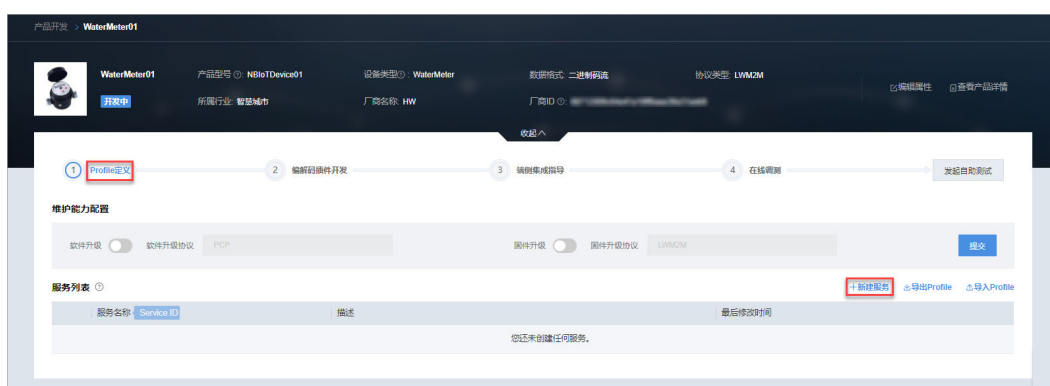 产品开发 > WaterMeter01
WaterMeter01 产品型号 ⑦: NBIoTDevice01 设备类型⑦: WaterMeter 数据格式: 二进制码流 协议类型: LWM2M
开发中 所属行业: 智慧城市 厂商名称: HW 厂商ID ⑦:
编辑属性 查看产品详情
收起
1 Profile定义 2 编解码插件开发 3 端侧集成指导 4 在线调测 发起自助测试
维护能力配置
软件升级 软件升级协议 PCP 固件升级 固件升级协议 LWM2M 提交
服务列表 ⑦ +新建服务 导出Profile 导入Profile
服务名称 Service ID 描述 最后修改时间
您还未创建任何服务。